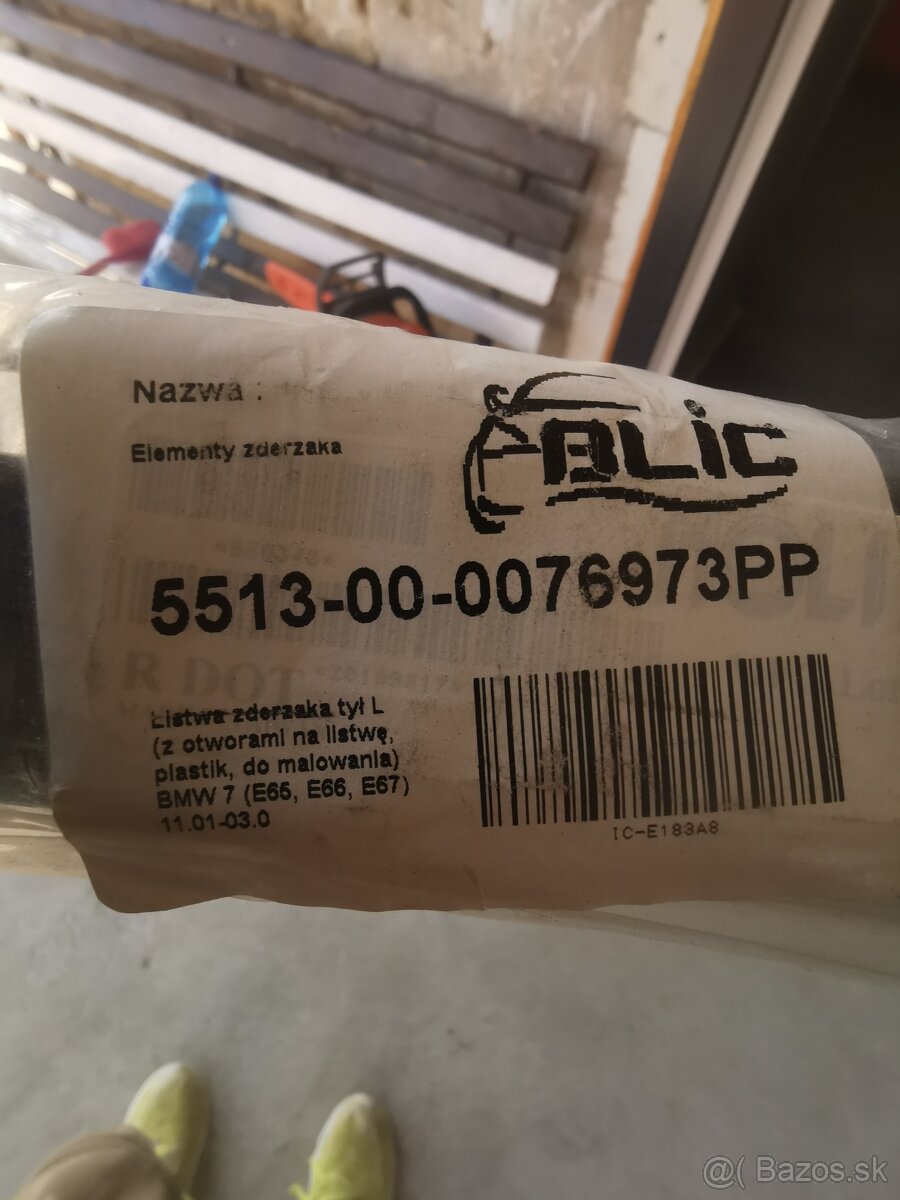 Nazwa :
BLIC
Elementy zderzaka
5513-00-0076973PP
R DOT
Listwa zderzaka tył L
(z otworami na listwę,
plastik, do malowania)
BMW 7 (E65, E66, E67)
11.01-03.0
IC-E183A8
@( Bazos.sk